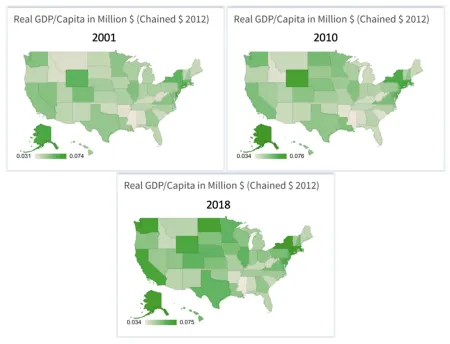 Real GDP/Capita in Million $ (Chained $ 2012)
2001
0.031 0.074
Real GDP/Capita in Million $ (Chained $ 2012)
2010
0.034 0.076
Real GDP/Capita in Million $ (Chained $ 2012)
2018
0.034 0.075